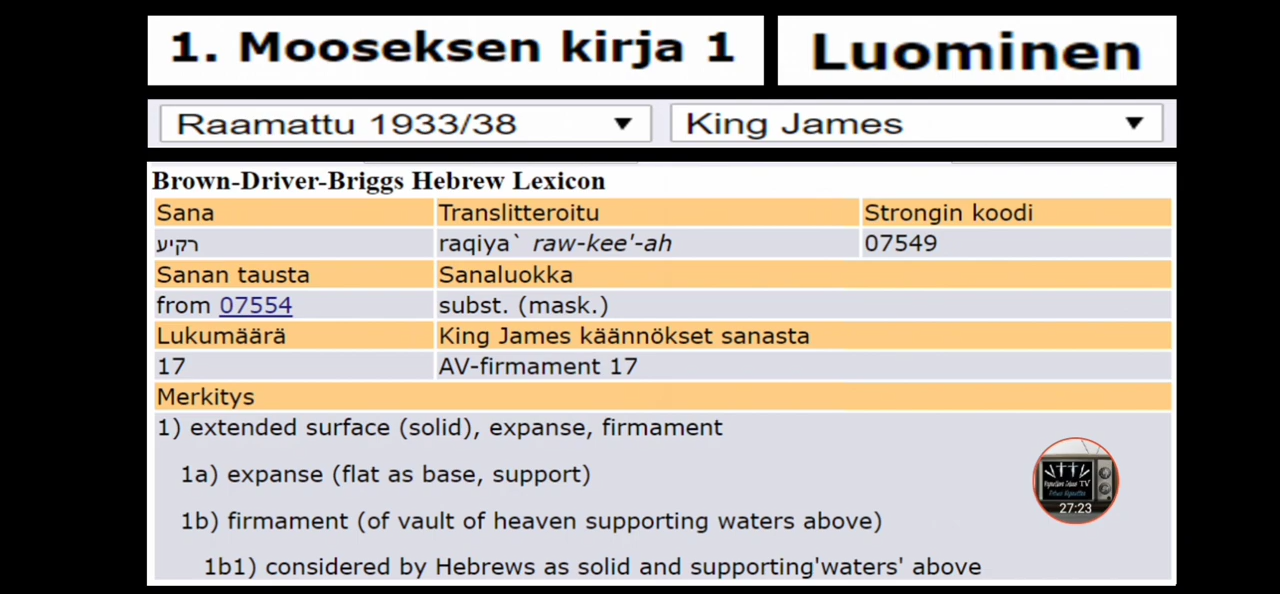 1. Mooseksen kirja 1
Luominen
Raamattu 1933/38
King James
Brown-Driver-Briggs Hebrew Lexicon
Sana Translitteroitu Strongin koodi
רקיע raqiya` raw-kee'-ah 07549
Sanan tausta Sanaluokka
from 07554 subst. (mask.)
Lukumäärä King James käännökset sanasta
17 AV-firmament 17
Merkitys
1) extended surface (solid), expanse, firmament
1a) expanse (flat as base, support)
1b) firmament (of vault of heaven supporting waters above)
1b1) considered by Hebrews as solid and supporting'waters' above
TV
27:23